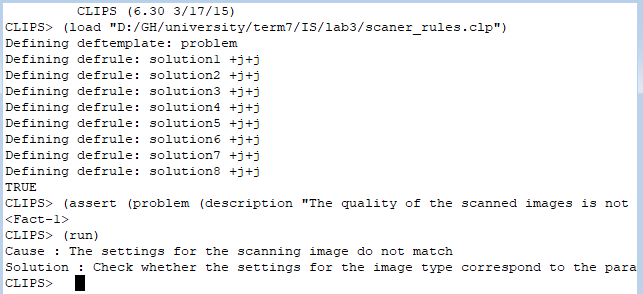 CLIPS (6.30 3/17/15)
CLIPS> (load "D:/GH/university/term7/IS/lab3/scaner_rules.clp")
Defining deftemplate: problem
Defining defrule: solution1 +j+j
Defining defrule: solution2 +j+j
Defining defrule: solution3 +j+j
Defining defrule: solution4 +j+j
Defining defrule: solution5 +j+j
Defining defrule: solution6 +j+j
Defining defrule: solution7 +j+j
Defining defrule: solution8 +j+j
TRUE
CLIPS> (assert (problem (description "The quality of the scanned images is not
<Fact-1>
CLIPS> (run)
Cause : The settings for the scanning image do not match
Solution : Check whether the settings for the image type correspond to the para
CLIPS>